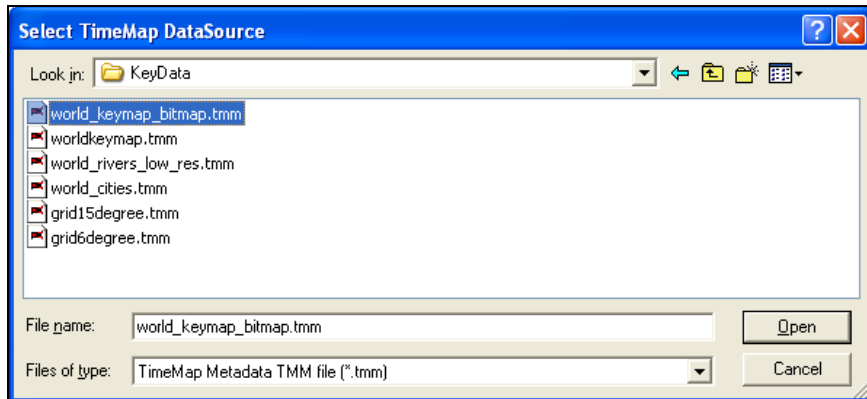 Select TimeMap DataSource
Look in: KeyData
world_keymap_bitmap.tmm
worldkeymap.tmm
world_rivers_low_res.tmm
world_cities.tmm
grid15degree.tmm
grid6degree.tmm
File name: world_keymap_bitmap.tmm Open
Files of type: TimeMap Metadata TMM file (*.tmm) Cancel